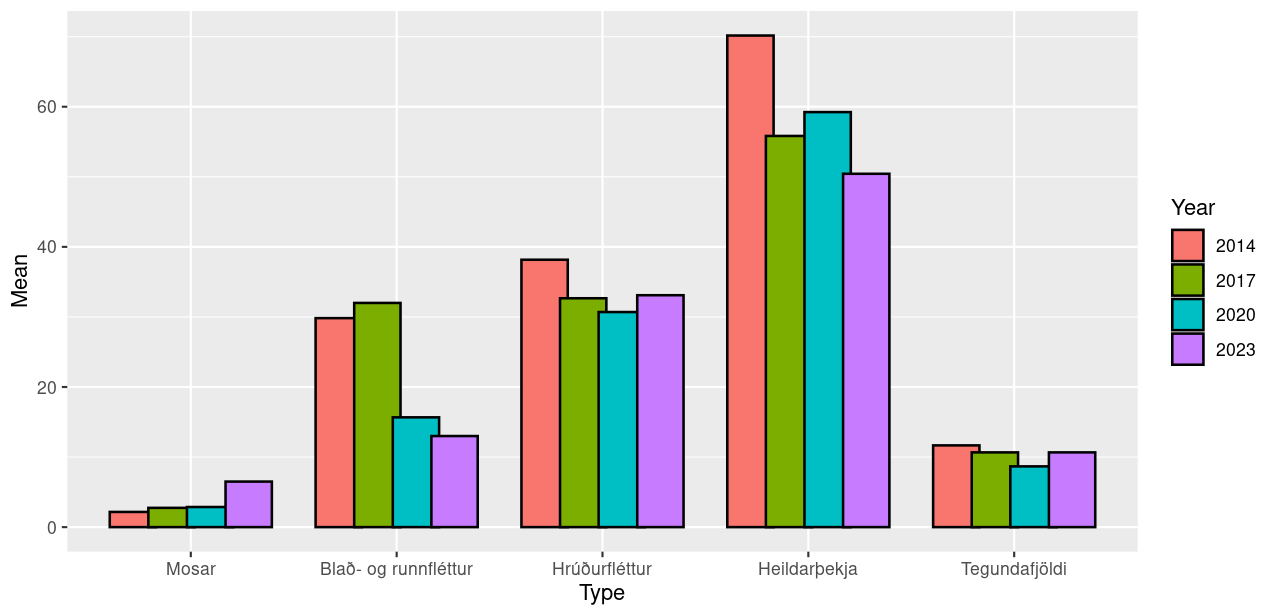 Mean
60
40
20
0
Mosar
Blað- og runnfléttur
Hrúðurfléttur
Heildarþekja
Tegundafjöldi
Type
Year
2014
2017
2020
2023